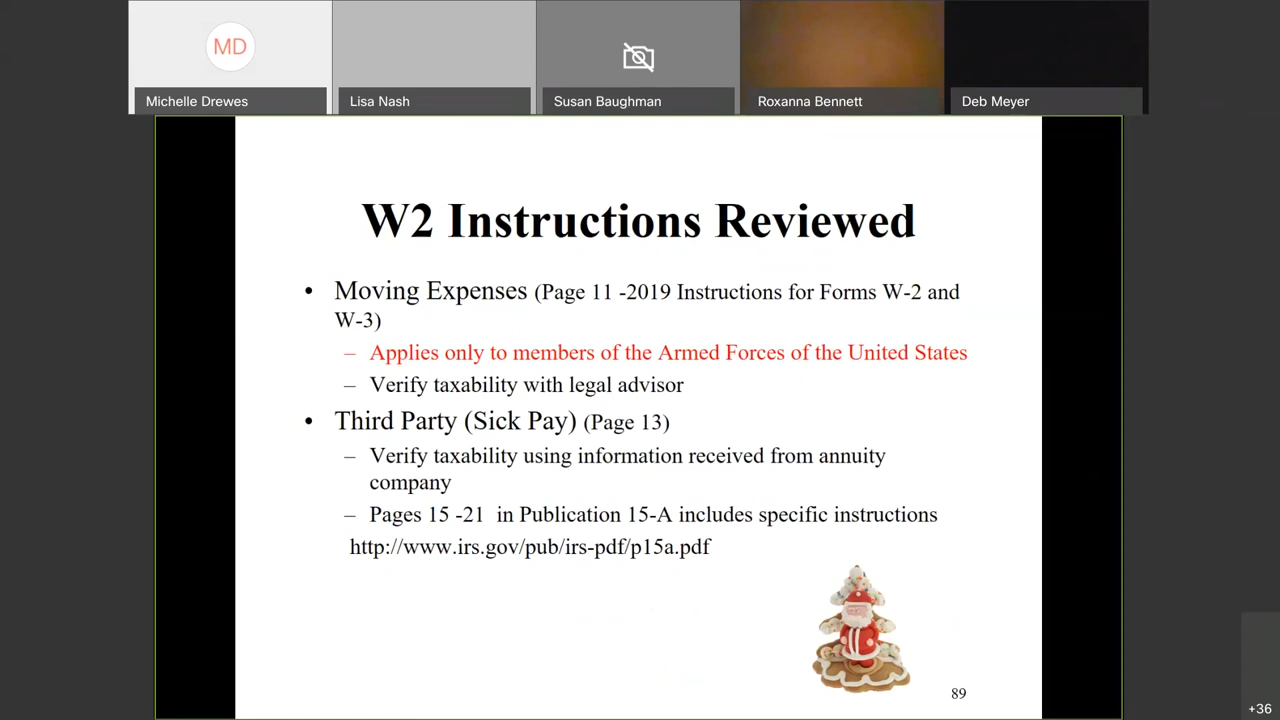 MD
Michelle Drewes
Lisa Nash
Susan Baughman
Roxanna Bennett
Deb Meyer
W2 Instructions Reviewed
• Moving Expenses (Page 11 -2019 Instructions for Forms W-2 and
W-3)
– Applies only to members of the Armed Forces of the United States
– Verify taxability with legal advisor
• Third Party (Sick Pay) (Page 13)
– Verify taxability using information received from annuity
company
– Pages 15 -21 in Publication 15-A includes specific instructions
http://www.irs.gov/pub/irs-pdf/p15a.pdf
89
+36